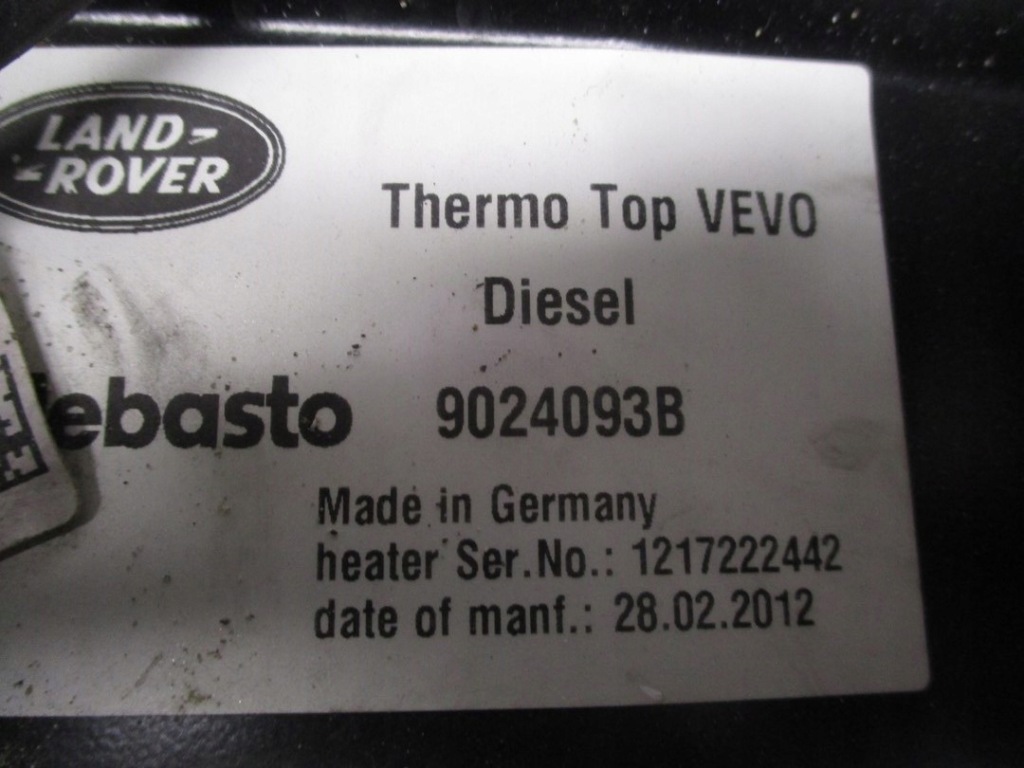 LAND-
-ROVER
Thermo Top VEVO
Diesel
ebasto 9024093B
Made in Germany
heater Ser.No.: 1217222442
date of manf.: 28.02.2012